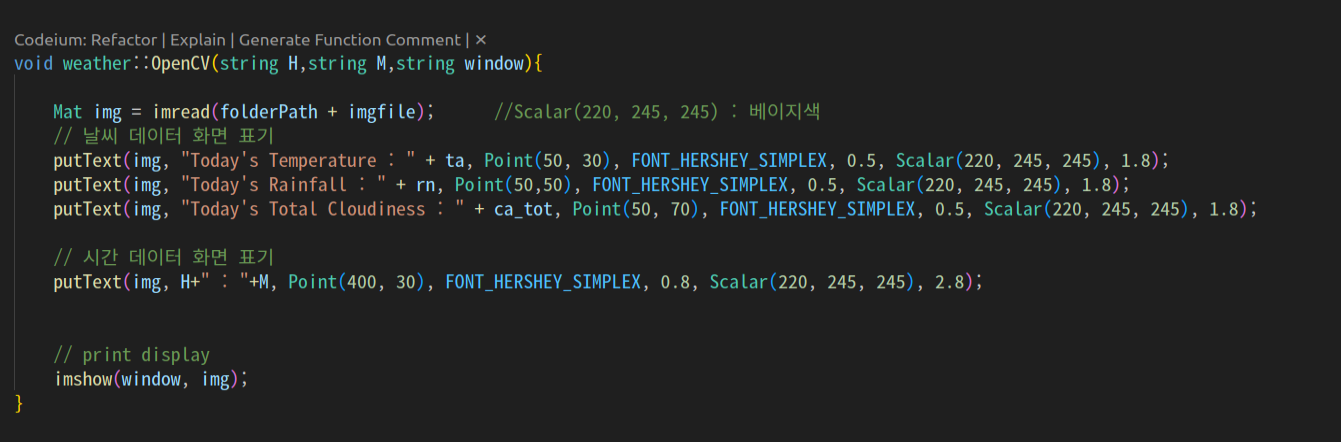 Codeium: Refactor | Explain | Generate Function Comment | ×
void weather::OpenCV(string H,string M,string window){
Mat img = imread(folderPath + imgfile);     //Scalar(220, 245, 245) : 베이지색
// 날씨 데이터 화면 표기
putText(img, "Today's Temperature : " + ta, Point(50, 30), FONT_HERSHEY_SIMPLEX, 0.5, Scalar(220, 245, 245), 1.8);
putText(img, "Today's Rainfall : " + rn, Point(50,50), FONT_HERSHEY_SIMPLEX, 0.5, Scalar(220, 245, 245), 1.8);
putText(img, "Today's Total Cloudiness : " + ca_tot, Point(50, 70), FONT_HERSHEY_SIMPLEX, 0.5, Scalar(220, 245, 245), 1.8);
// 시간 데이터 화면 표기
putText(img, H+" : "+M, Point(400, 30), FONT_HERSHEY_SIMPLEX, 0.8, Scalar(220, 245, 245), 2.8);
// print display
imshow(window, img);
}